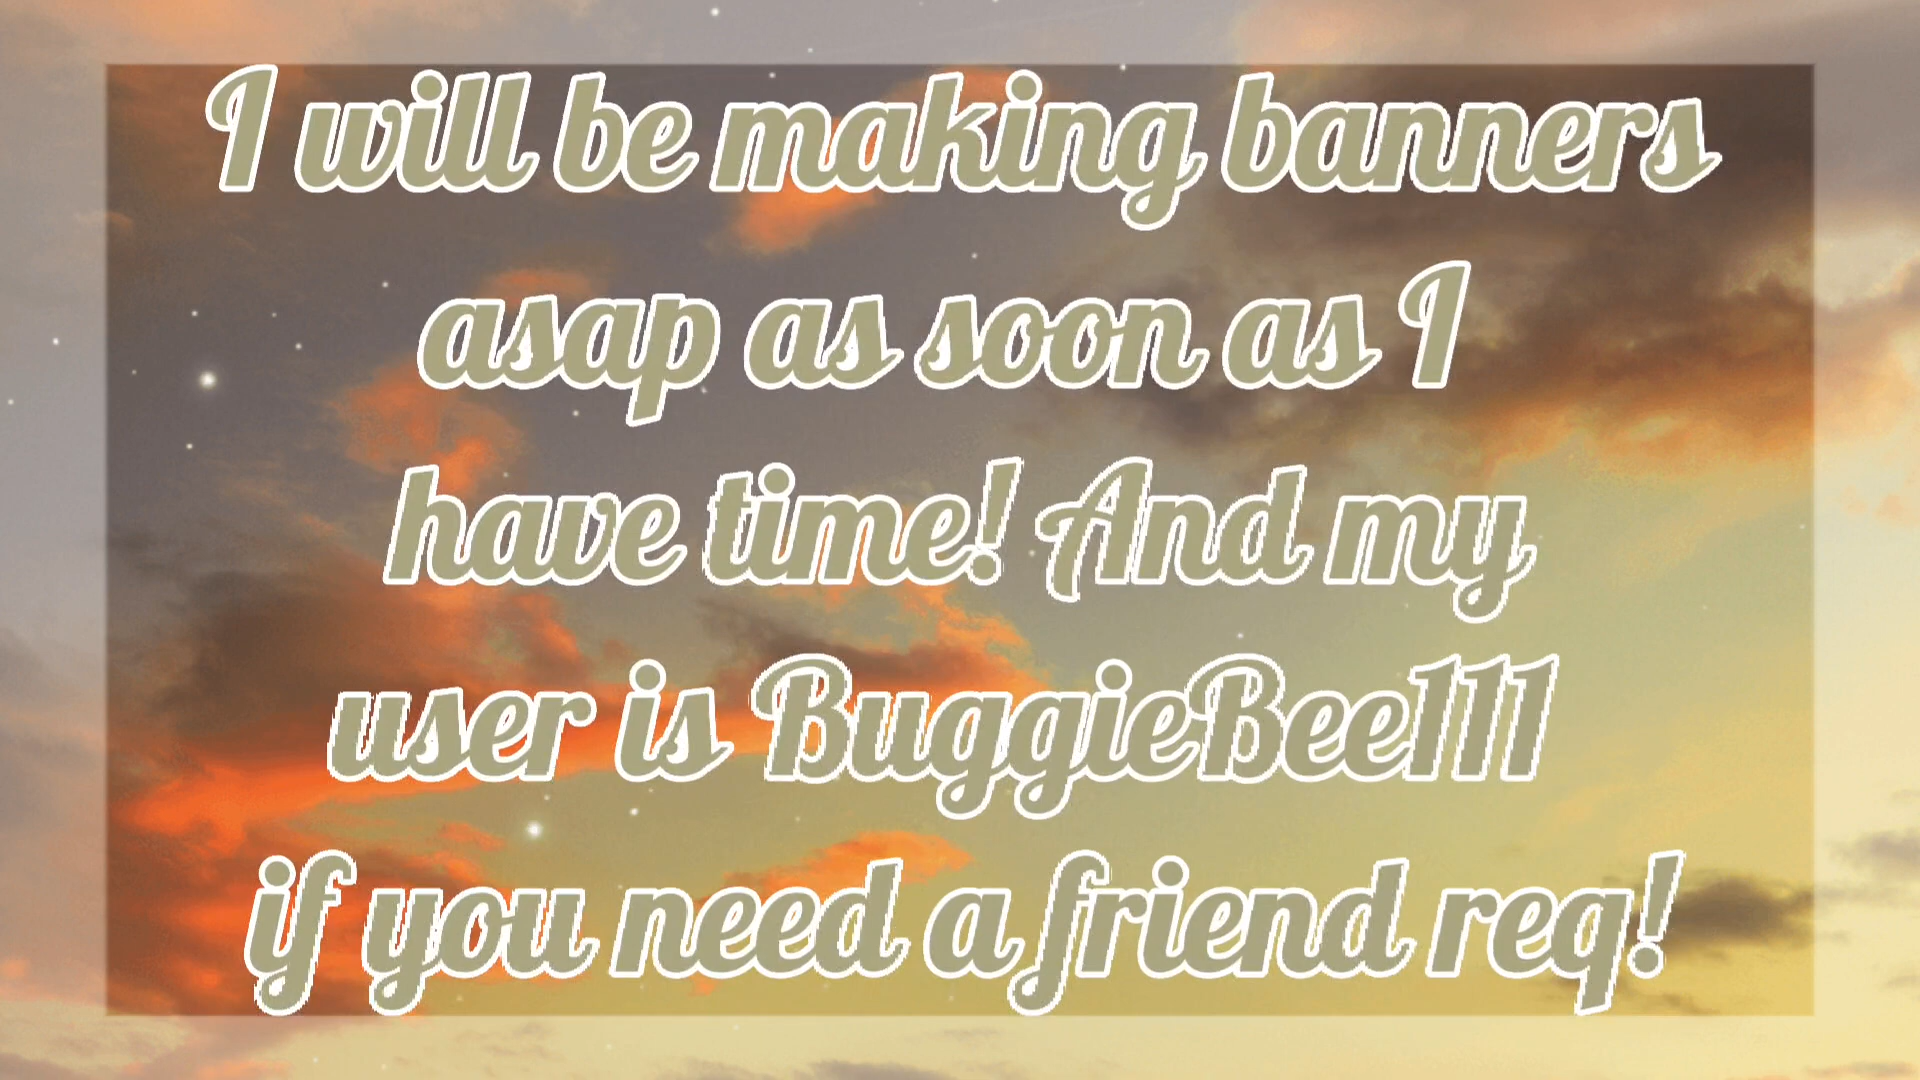 I will be making banners
asap as soon as I
have time! And my
user is BuggieBee111
if you need a friend req!